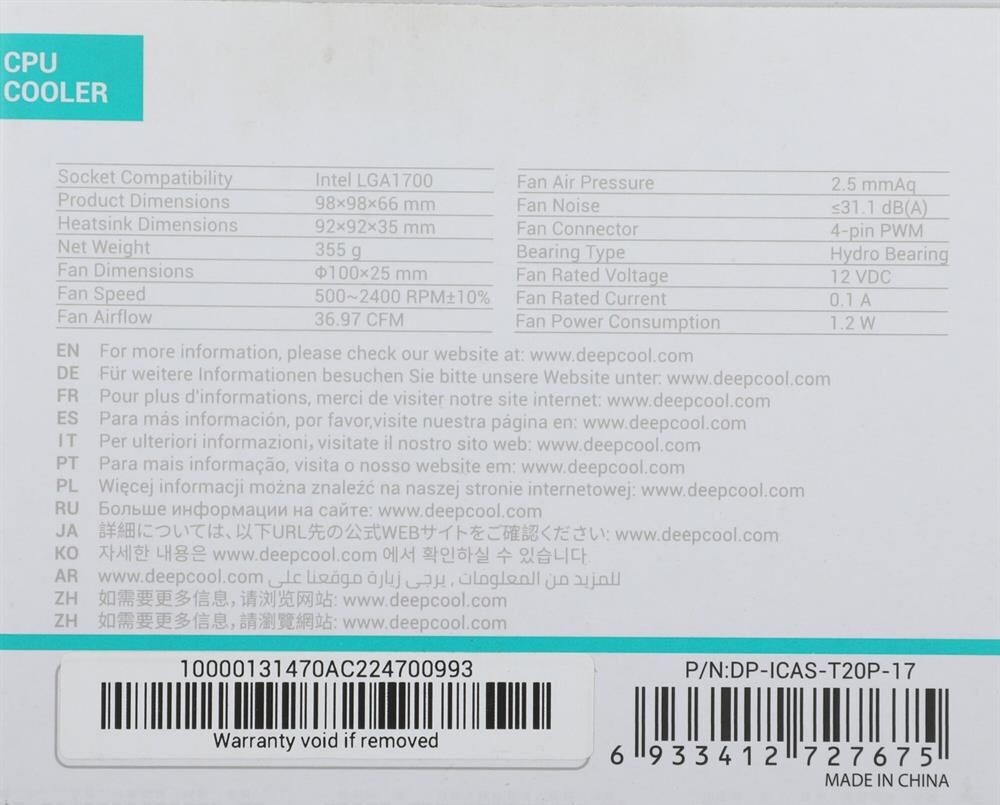 CPU
COOLER
Socket Compatibility Intel LGA1700
Product Dimensions 98×98×66 mm
Heatsink Dimensions 92×92×35 mm
Net Weight 355 g
Fan Dimensions Φ100×25 mm
Fan Speed 500~2400 RPM±10%
Fan Airflow 36.97 CFM
Fan Air Pressure 2.5 mmAq
Fan Noise ≤31.1 dB(A)
Fan Connector 4-pin PWM
Bearing Type Hydro Bearing
Fan Rated Voltage 12 VDC
Fan Rated Current 0.1 A
Fan Power Consumption 1.2 W
EN For more information, please check our website at: www.deepcool.com
DE Für weitere Informationen besuchen Sie bitte unsere Website unter: www.deepcool.com
FR Pour plus d'informations, merci de visiter notre site internet: www.deepcool.com
ES Para más información, por favor,visite nuestra página en: www.deepcool.com
IT Per ulteriori informazioni, visitate il nostro sito web: www.deepcool.com
PT Para mais informação, visita o nosso website em: www.deepcool.com
PL Więcej informacji można znaleźć na naszej stronie internetowej: www.deepcool.com
RU Больше информации на сайте: www.deepcool.com
JA 詳細については、以下URL先の公式WEBサイトをご確認ください: www.deepcool.com
KO 자세한 내용은 www.deepcool.com 에서 확인하실 수 있습니다
AR للمزيد من المعلومات , يرجى زيارة موقعنا على www.deepcool.com
ZH 如需要更多信息，请浏览网站: www.deepcool.com
ZH 如需要更多信息，請瀏覽網站: www.deepcool.com
10000131470AC224700993
Warranty void if removed
P/N:DP-ICAS-T20P-17
6 933412 727675
MADE IN CHINA